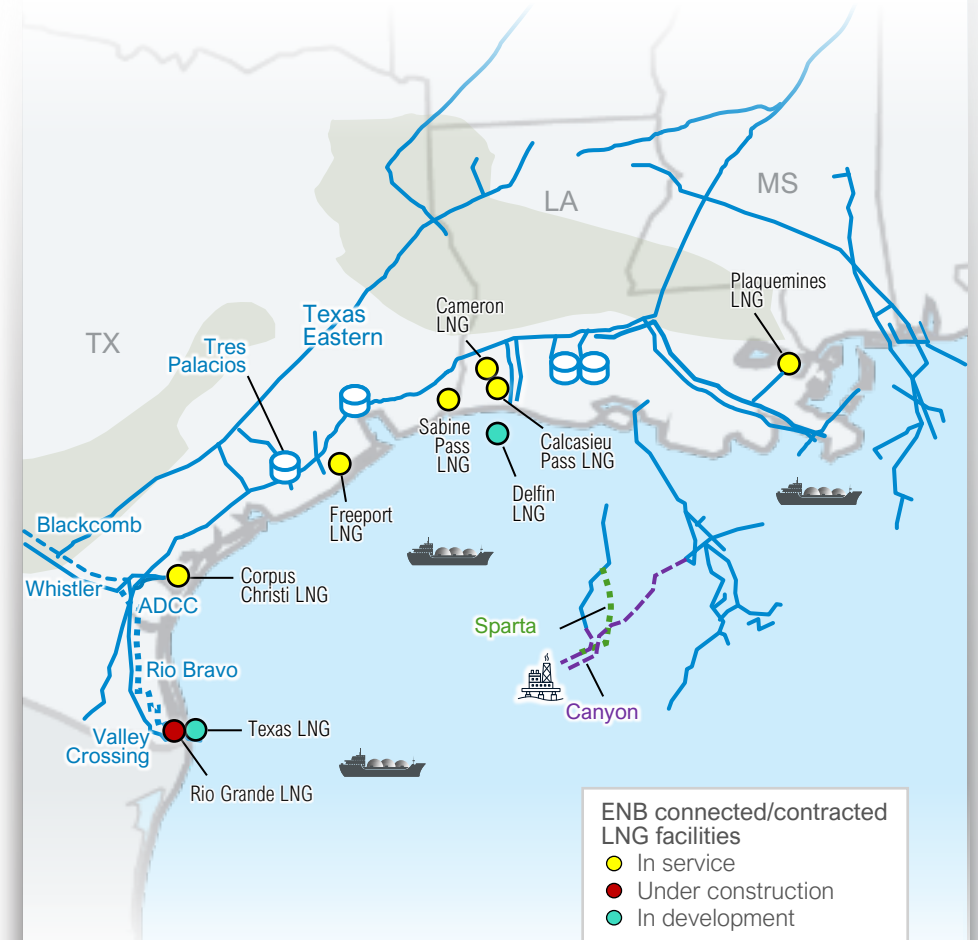 LA
MS
Plaquemines
LNG
Cameron
LNG
Texas
Eastern
TX
Tres
Palacios
Sabine
Pass
LNG
Calcasieu
Pass LNG
Delfin
LNG
Freeport
LNG
Blackcomb
Whistler
ADCC
Corpus
Christi LNG
Sparta
Rio Bravo
Canyon
Valley
Crossing
Texas LNG
Rio Grande LNG
ENB connected/contracted
LNG facilities
In service
Under construction
In development